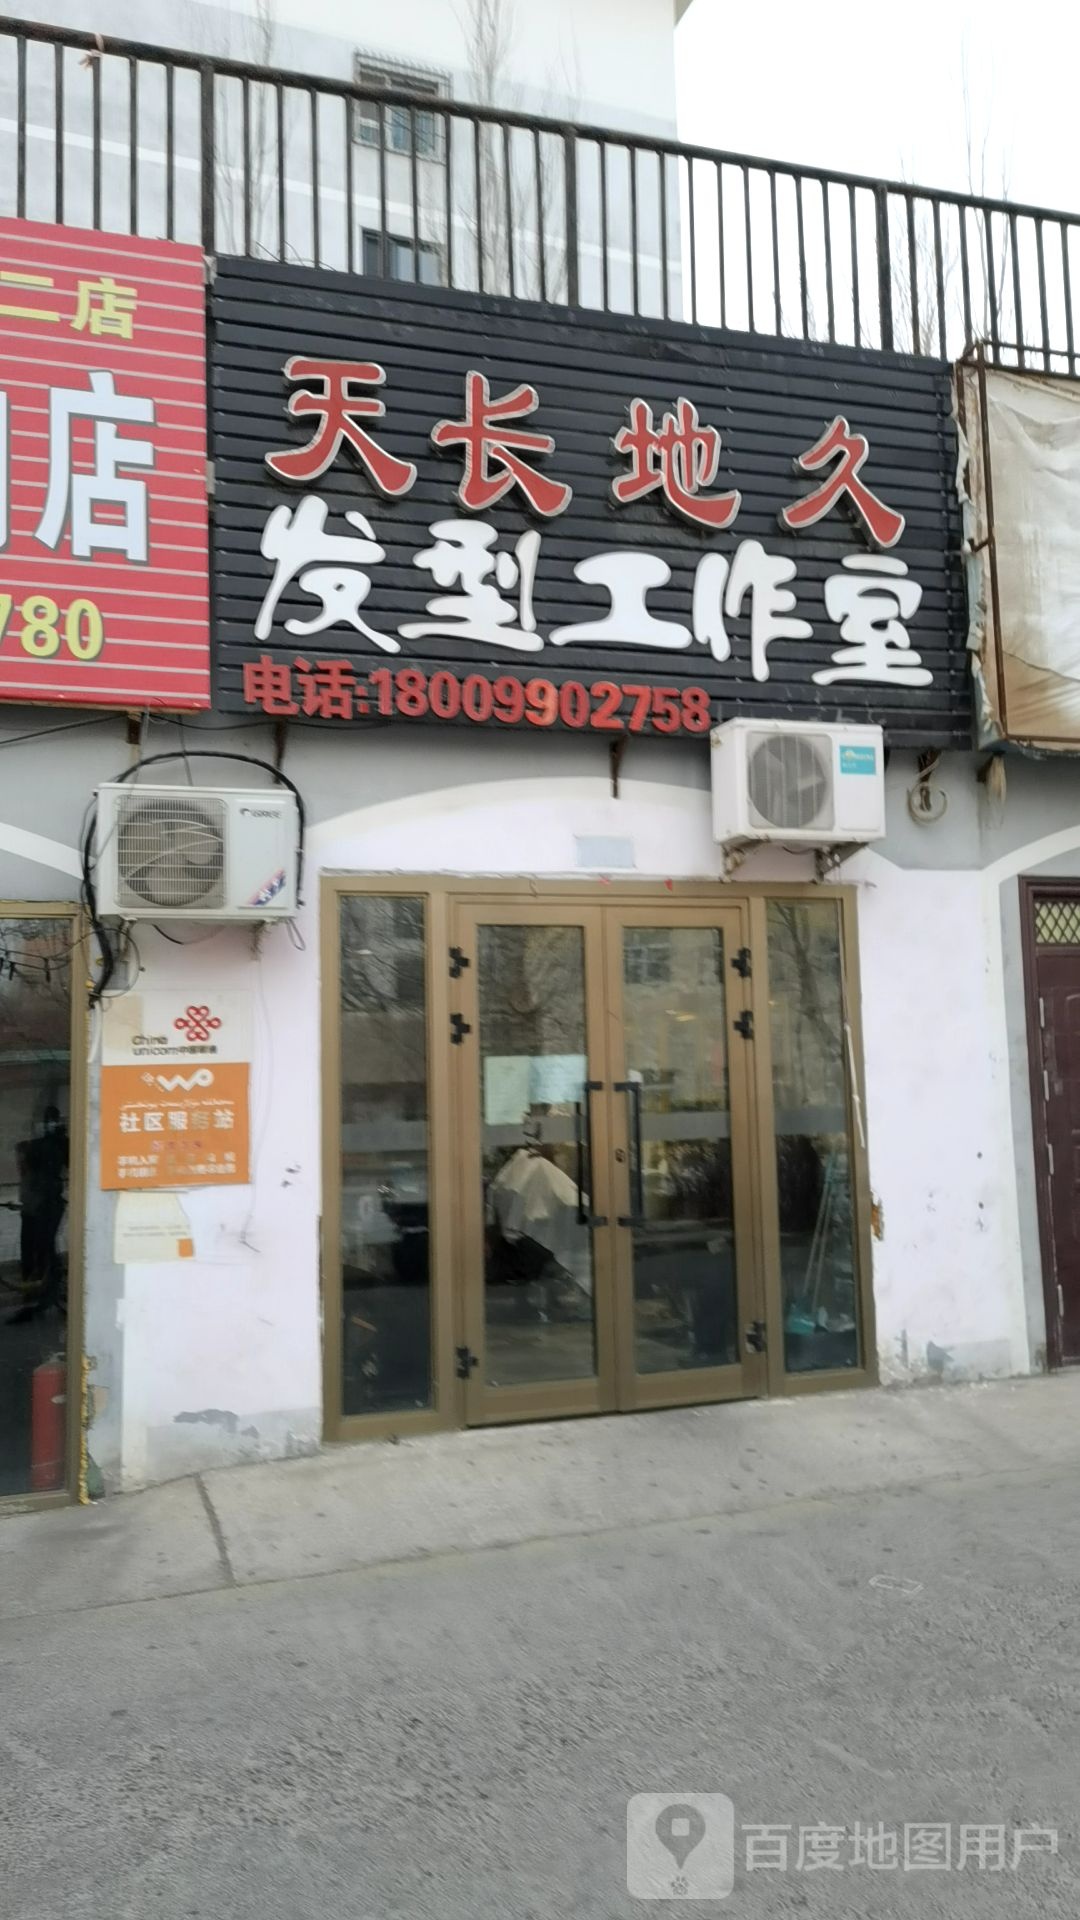 二店
店
780
天长地久
发型工作室
电话:18009902758
GREE
China
unicom中国联通
WO
社区服务站
百度地图用户